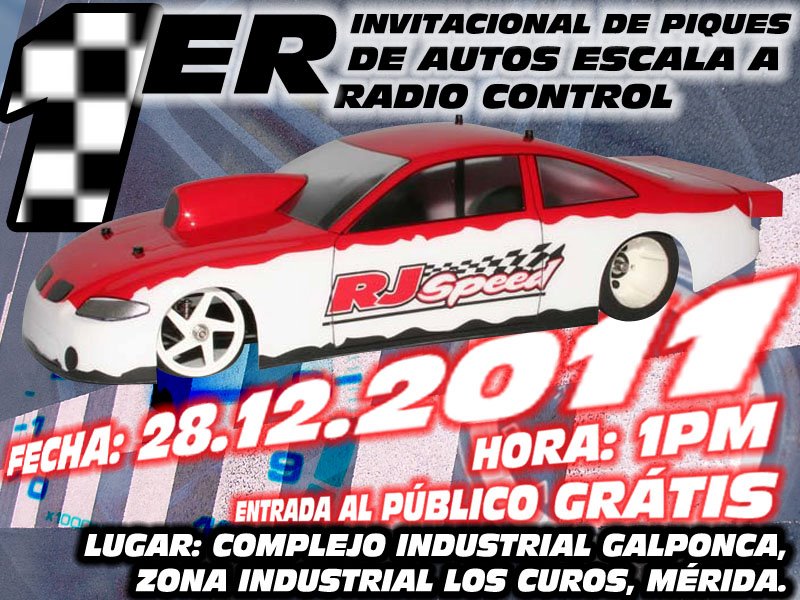 1ER INVITACIONAL DE PIQUES
DE AUTOS ESCALA A
RADIO CONTROL
RJ Speed
FECHA: 28.12.2011
HORA: 1PM
ENTRADA AL PÚBLICO GRÁTIS
LUGAR: COMPLEJO INDUSTRIAL GALPONCA,
ZONA INDUSTRIAL LOS CUROS, MÉRIDA.